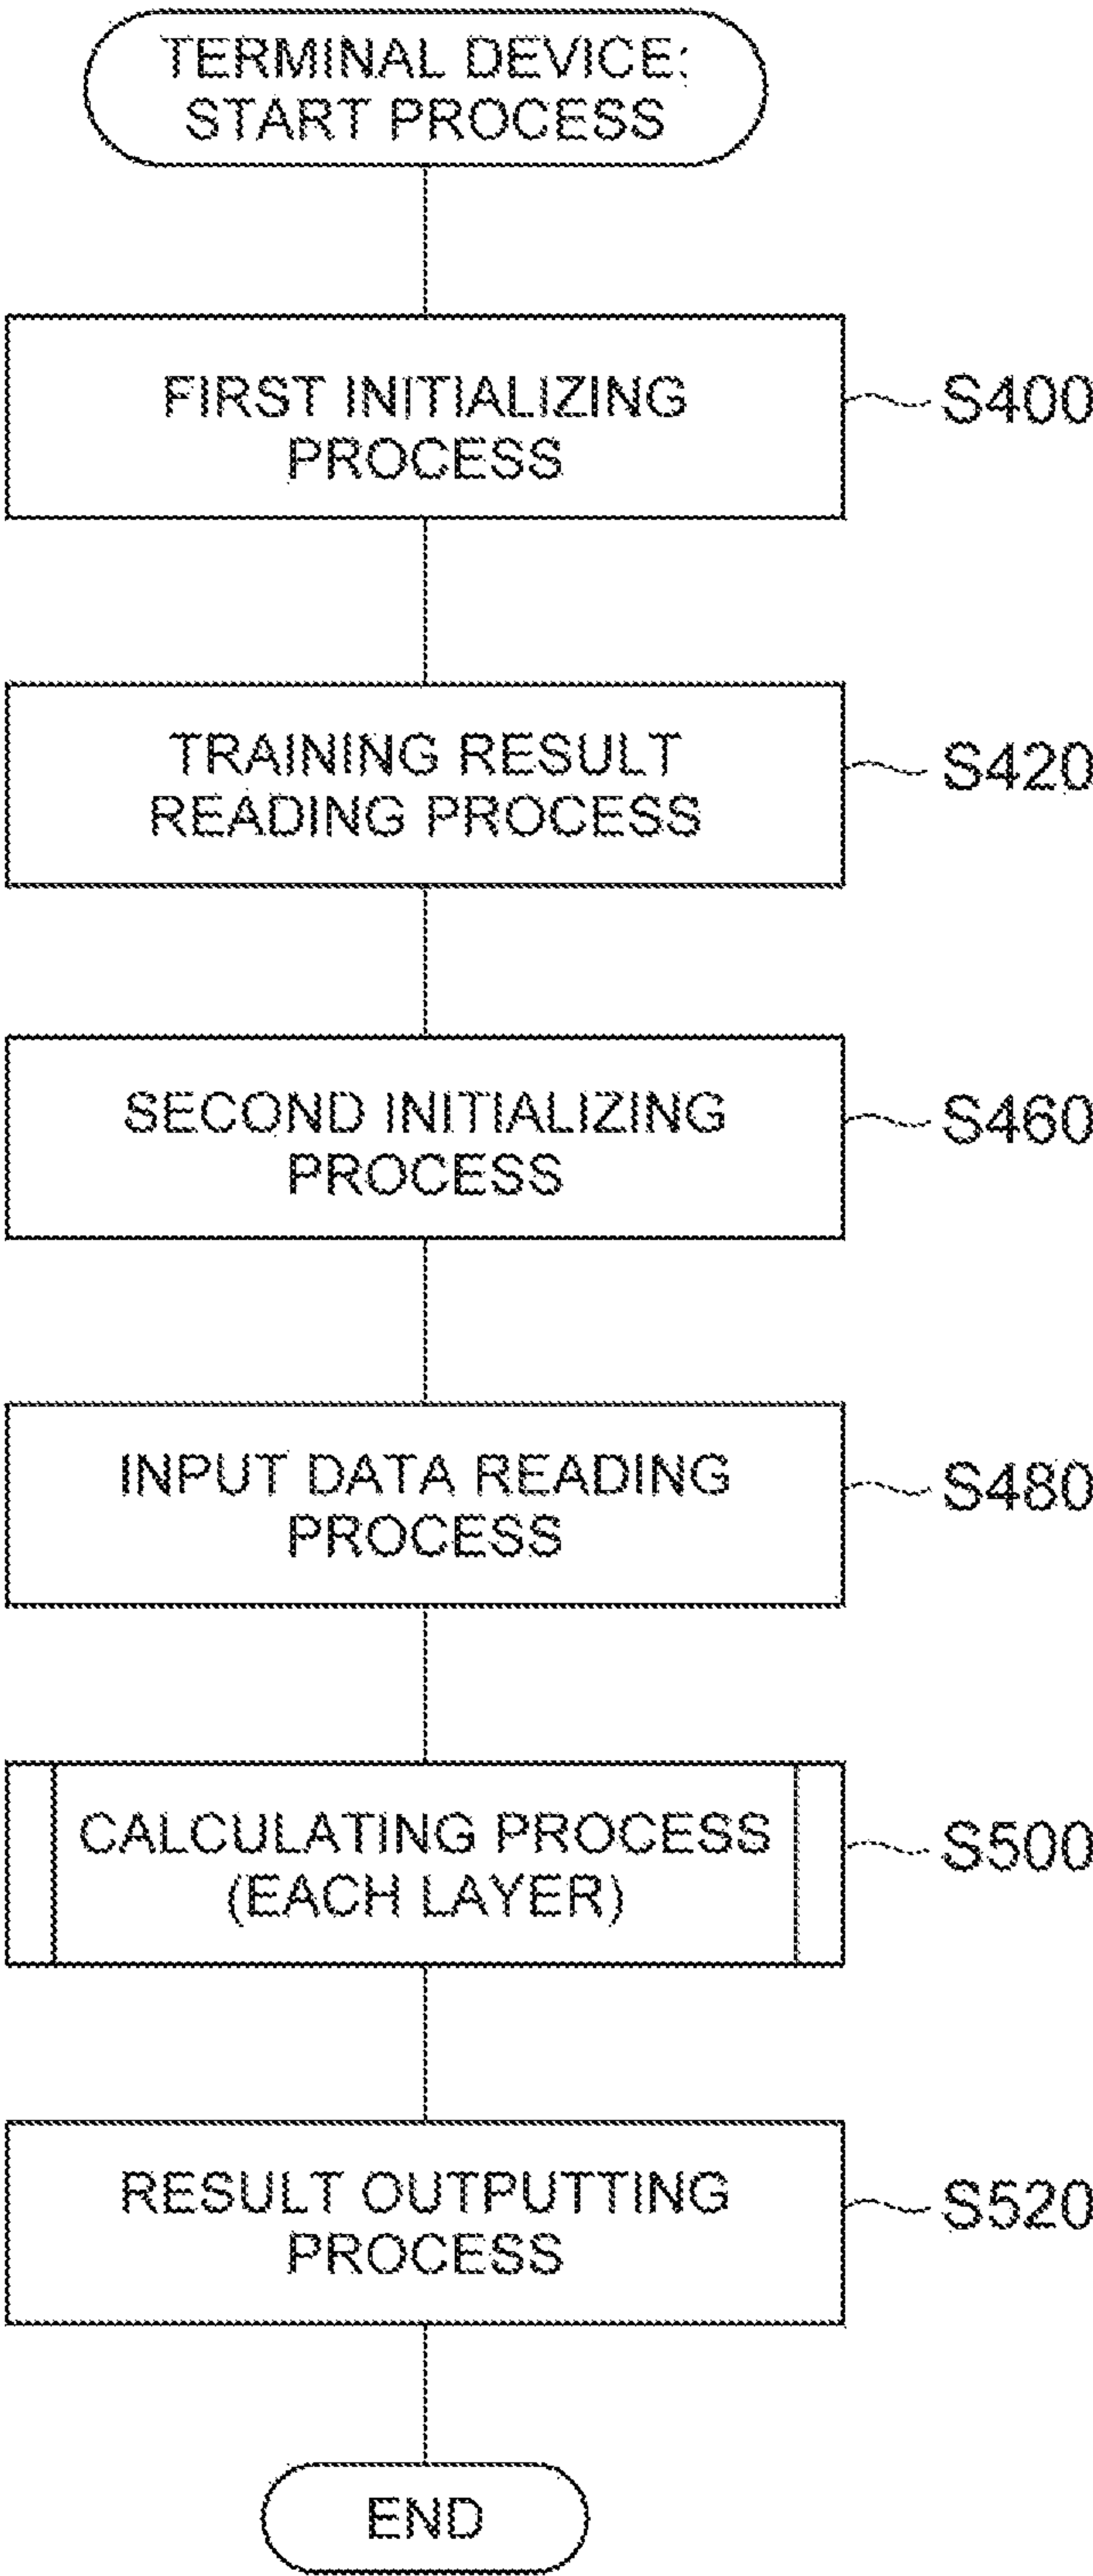 TERMINAL DEVICE:
START PROCESS
FIRST INITIALIZING
PROCESS
S400
TRAINING RESULT
READING PROCESS
S420
SECOND INITIALIZING
PROCESS
S460
INPUT DATA READING
PROCESS
S480
CALCULATING PROCESS
(EACH LAYER)
S500
RESULT OUTPUTTING
PROCESS
S520
END